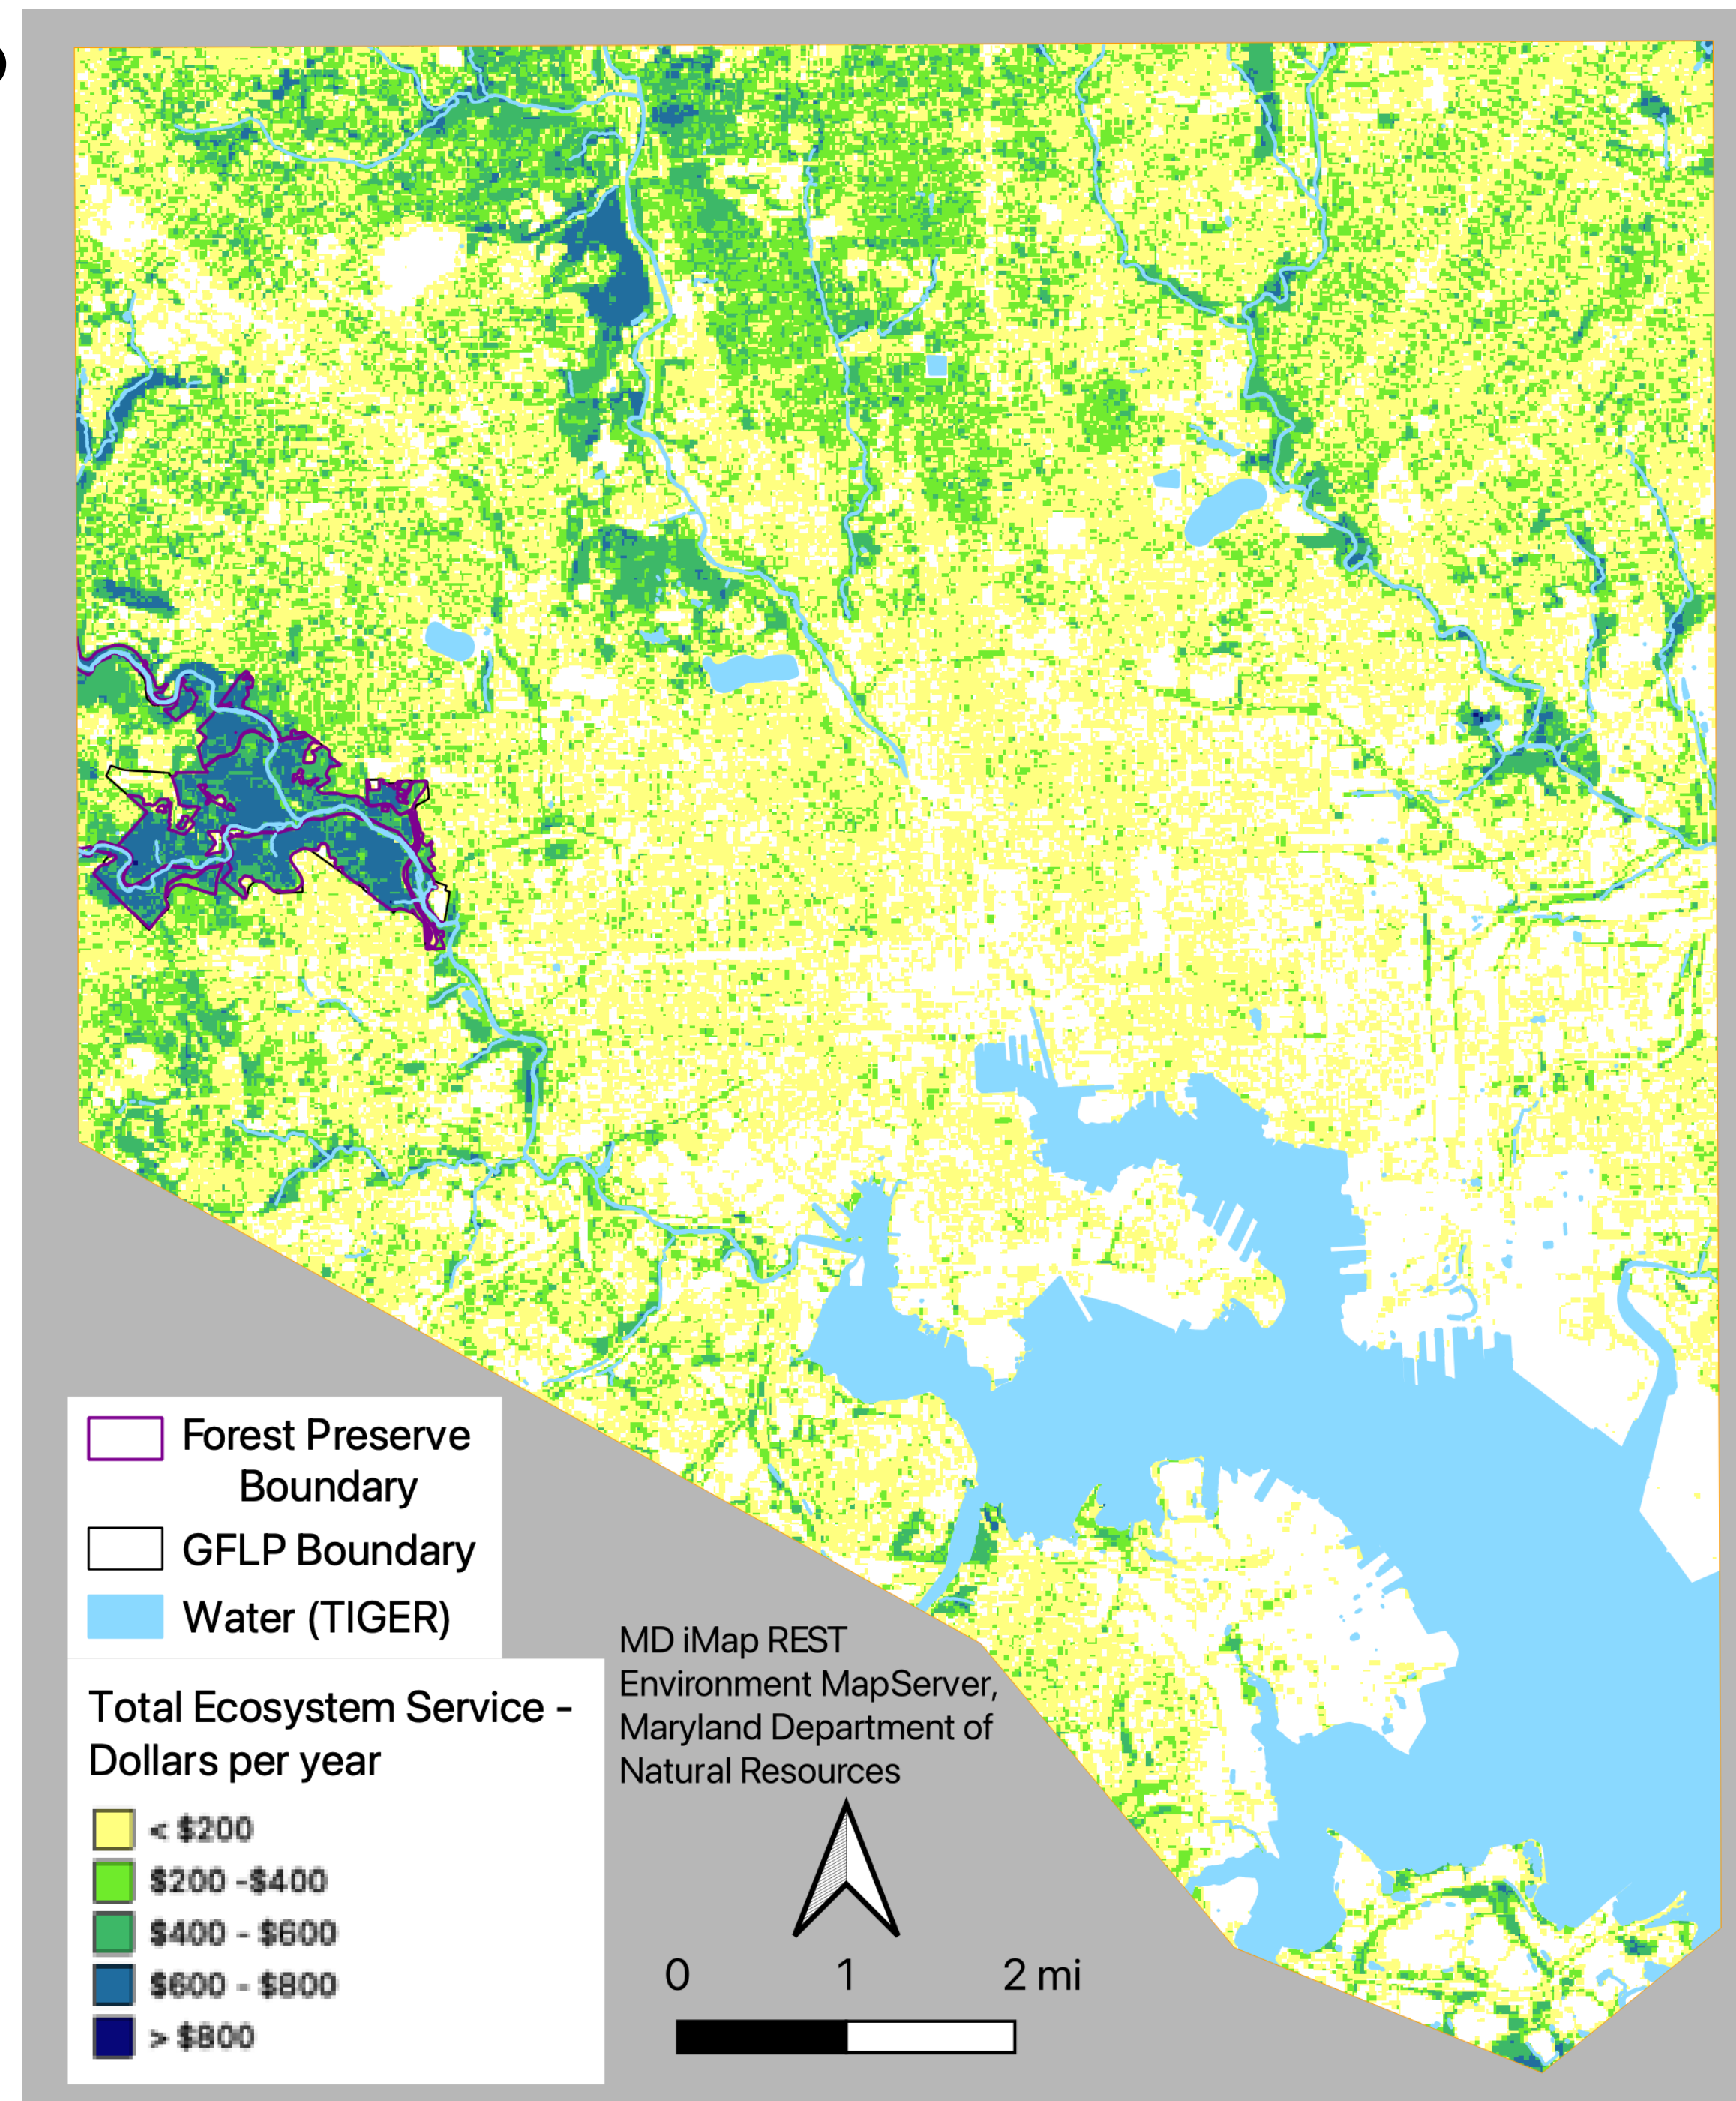 Forest Preserve
Boundary
GFLP Boundary
Water (TIGER)
Total Ecosystem Service -
Dollars per year
< $200
$200 -$400
$400 - $600
$600 - $800
> $800
MD iMap REST
Environment MapServer,
Maryland Department of
Natural Resources
0 1 2 mi